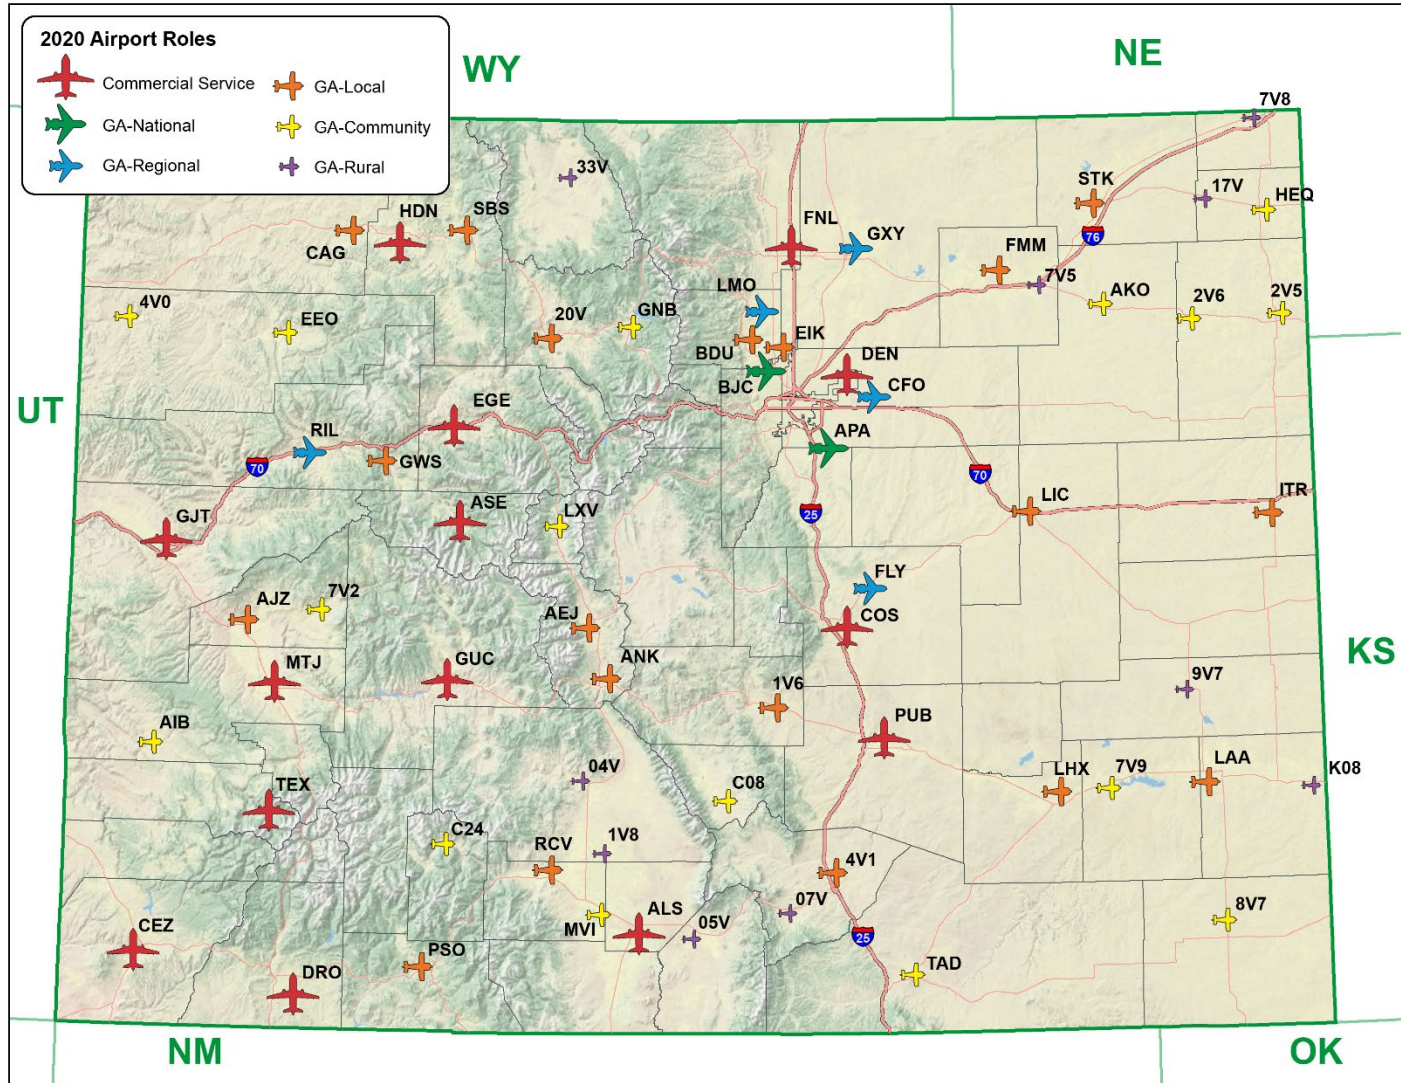 2020 Airport Roles
Commercial Service
GA-Local
GA-National
GA-Community
GA-Regional
GA-Rural
WY
NE
7V8
33V
STK
17V
HEQ
HDN
SBS
CAG
FNL
GXY
76
FMM
7V5
4V0
EEO
20V
GNB
LMO
AKO
2V6
2V5
EIK
BDU
BJC
DEN
CFO
UT
EGE
RIL
GWS
APA
70
70
GJT
ASE
LXV
25
LIC
ITR
FLY
AJZ
7V2
AEJ
COS
MTJ
GUC
ANK
KS
9V7
1V6
AIB
PUB
TEX
04V
C08
LHX
7V9
LAA
K08
C24
RCV
1V8
4V1
CEZ
MVI
ALS
05V
07V
25
8V7
DRO
PSO
TAD
NM
OK